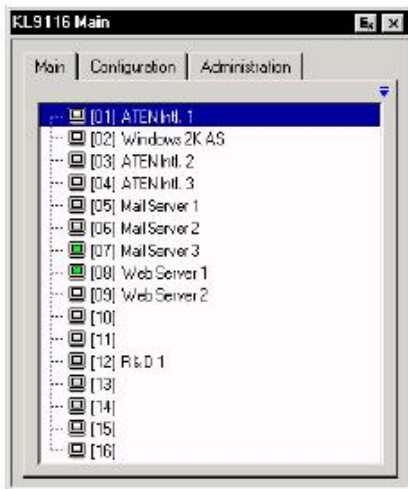 KL9116 Main
Main Configuration Administration
[01] ATEN Intl. 1
[02] Windows 2K AS
[03] ATEN Intl. 2
[04] ATEN Intl. 3
[05] Mail Server 1
[06] Mail Server 2
[07] Mail Server 3
[08] Web Server 1
[09] Web Server 2
[10]
[11]
[12] R&D 1
[13]
[14]
[15]
[16]